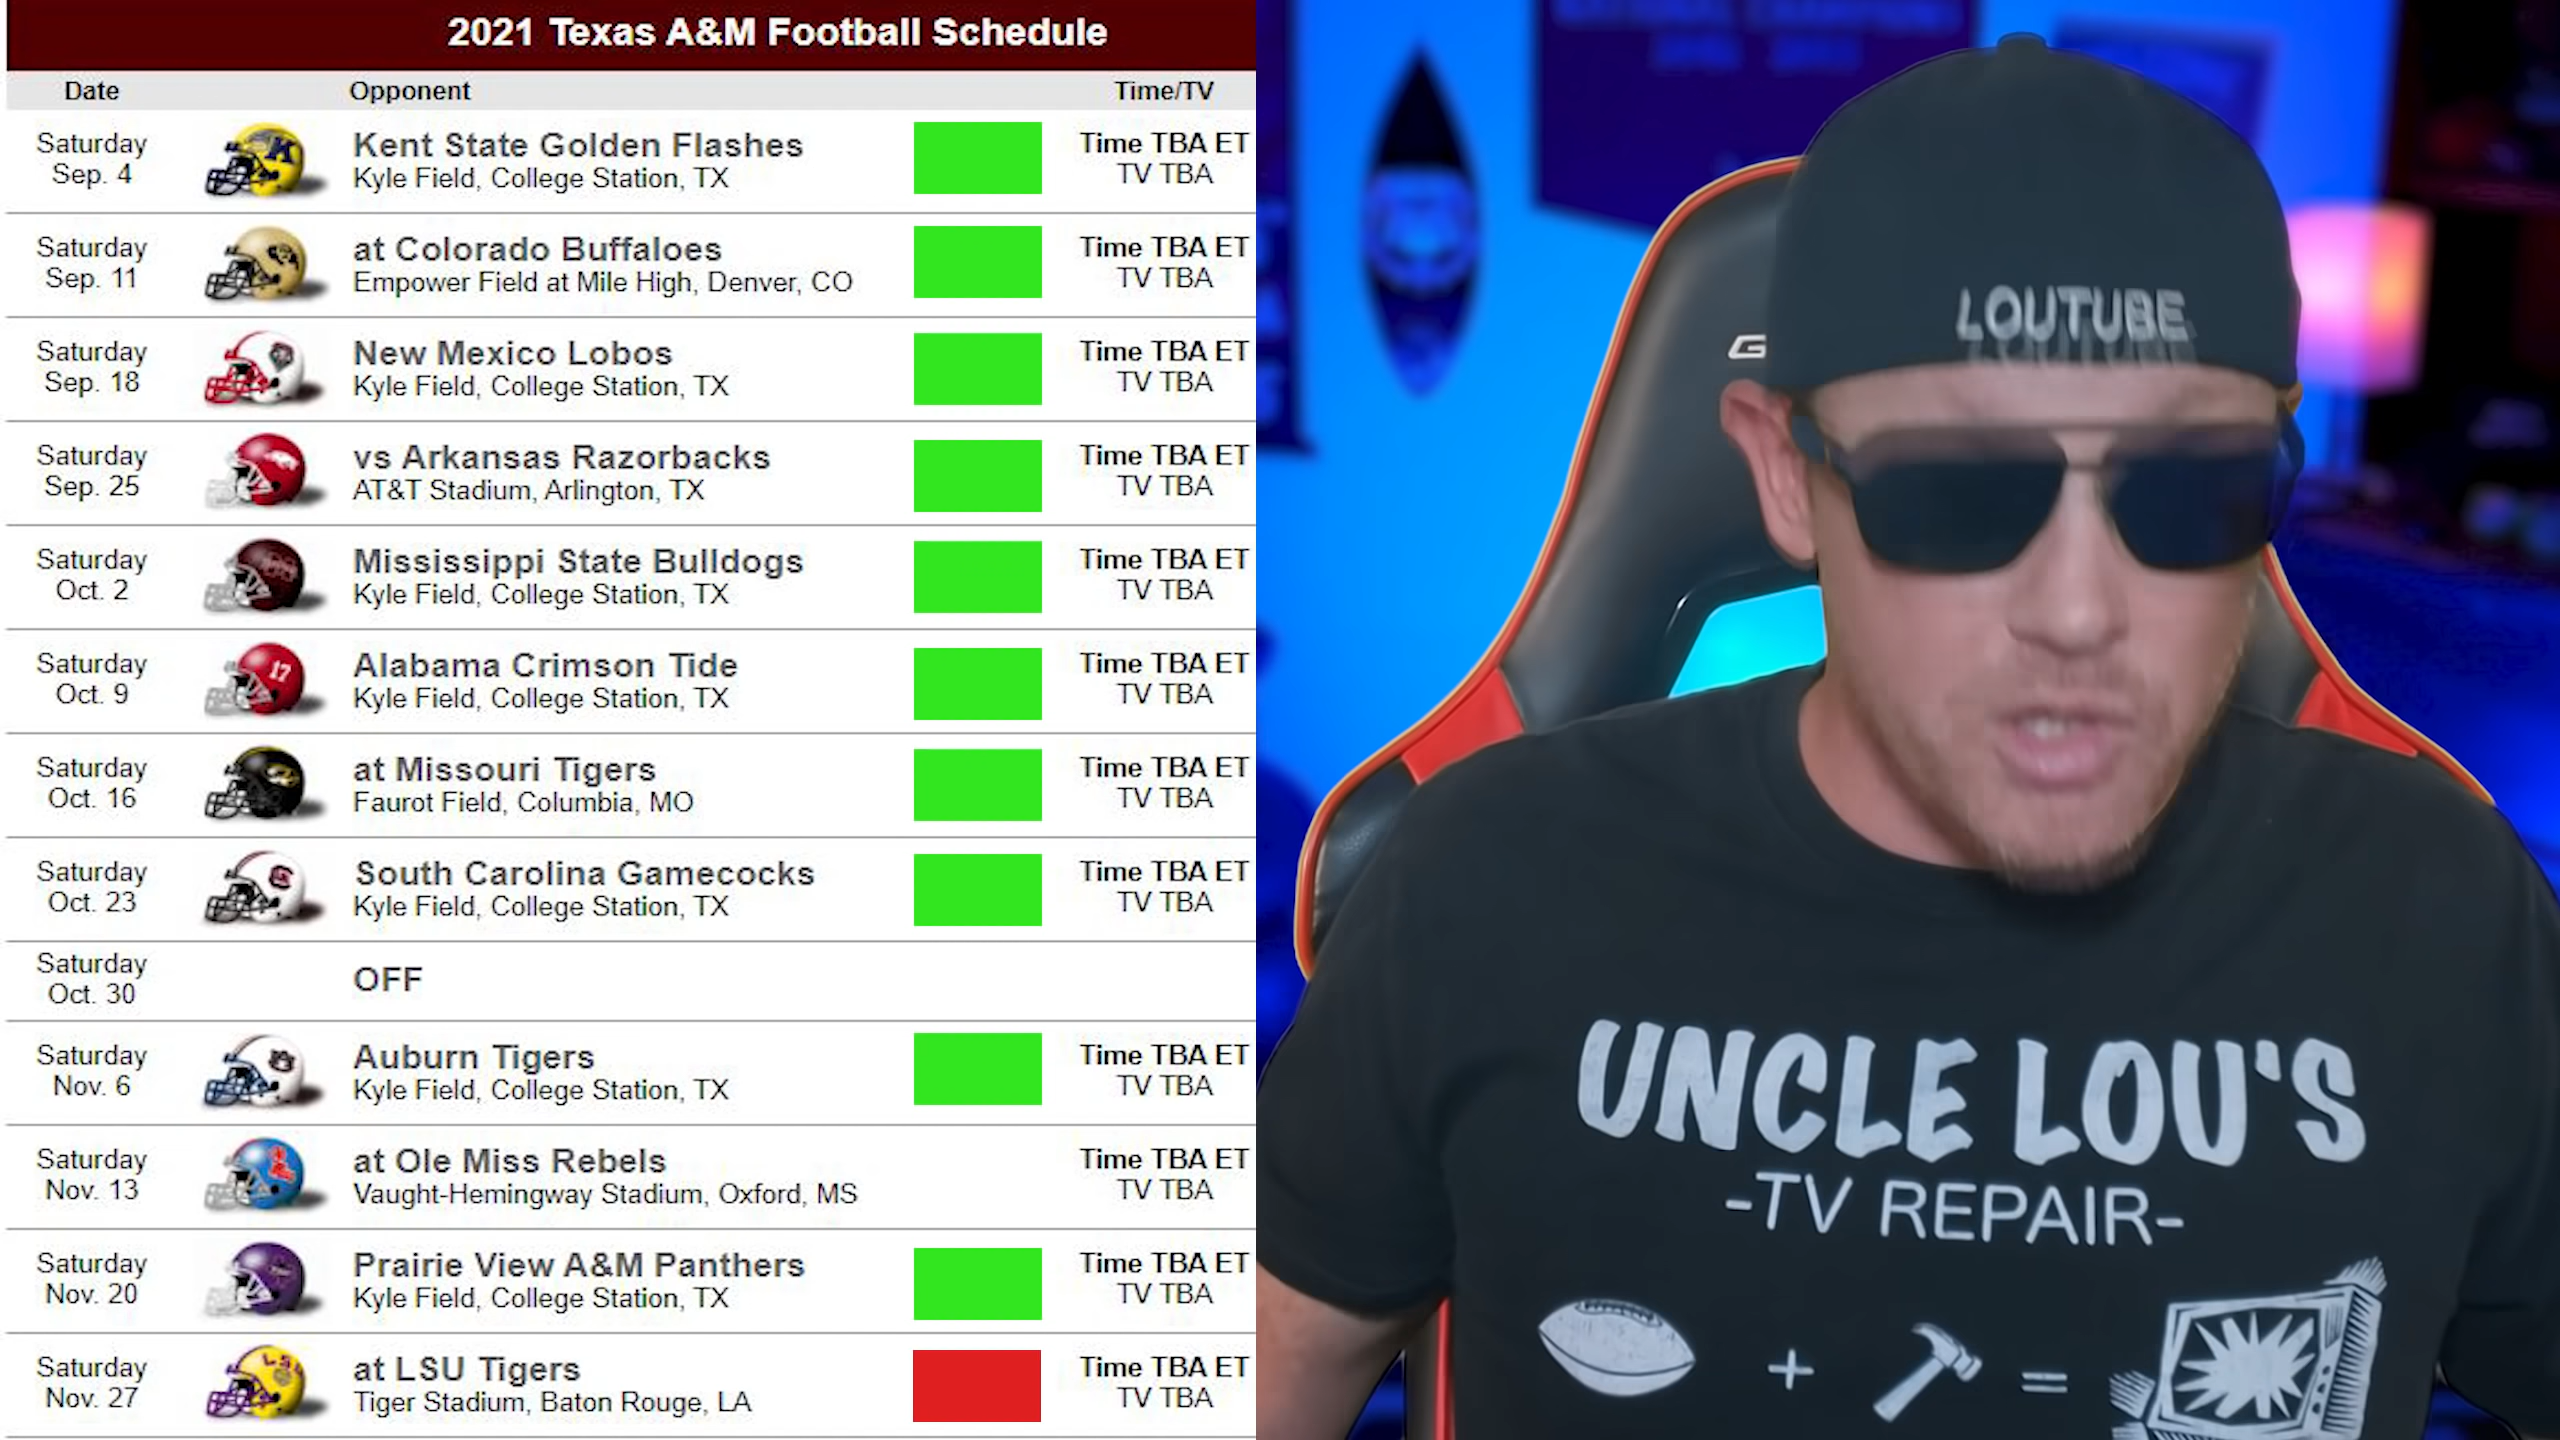 2021 Texas A&M Football Schedule
Date Opponent Time/TV
Saturday Kent State Golden Flashes Time TBA ET
Sep. 4 Kyle Field, College Station, TX TV TBA
Saturday at Colorado Buffaloes Time TBA ET
Sep. 11 Empower Field at Mile High, Denver, CO TV TBA
Saturday New Mexico Lobos Time TBA ET
Sep. 18 Kyle Field, College Station, TX TV TBA
Saturday vs Arkansas Razorbacks Time TBA ET
Sep. 25 AT&T Stadium, Arlington, TX TV TBA
Saturday Mississippi State Bulldogs Time TBA ET
Oct. 2 Kyle Field, College Station, TX TV TBA
Saturday Alabama Crimson Tide Time TBA ET
17
Oct. 9 Kyle Field, College Station, TX TV TBA
Saturday at Missouri Tigers Time TBA ET
Oct. 16 Faurot Field, Columbia, MO TV TBA
Saturday South Carolina Gamecocks Time TBA ET
Oct. 23 Kyle Field, College Station, TX TV TBA
Saturday
Oct. 30 OFF
Saturday Auburn Tigers Time TBA ET
Nov. 6 Kyle Field, College Station, TX TV TBA
Saturday at Ole Miss Rebels Time TBA ET
Nov. 13 Vaught-Hemingway Stadium, Oxford, MS TV TBA
Saturday Prairie View A&M Panthers Time TBA ET
Nov. 20 Kyle Field, College Station, TX TV TBA
Saturday at LSU Tigers Time TBA ET
LSU
Nov. 27 Tiger Stadium, Baton Rouge, LA TV TBA
LOUTUBE
UNCLE LOU'S
-TV REPAIR-
+ =